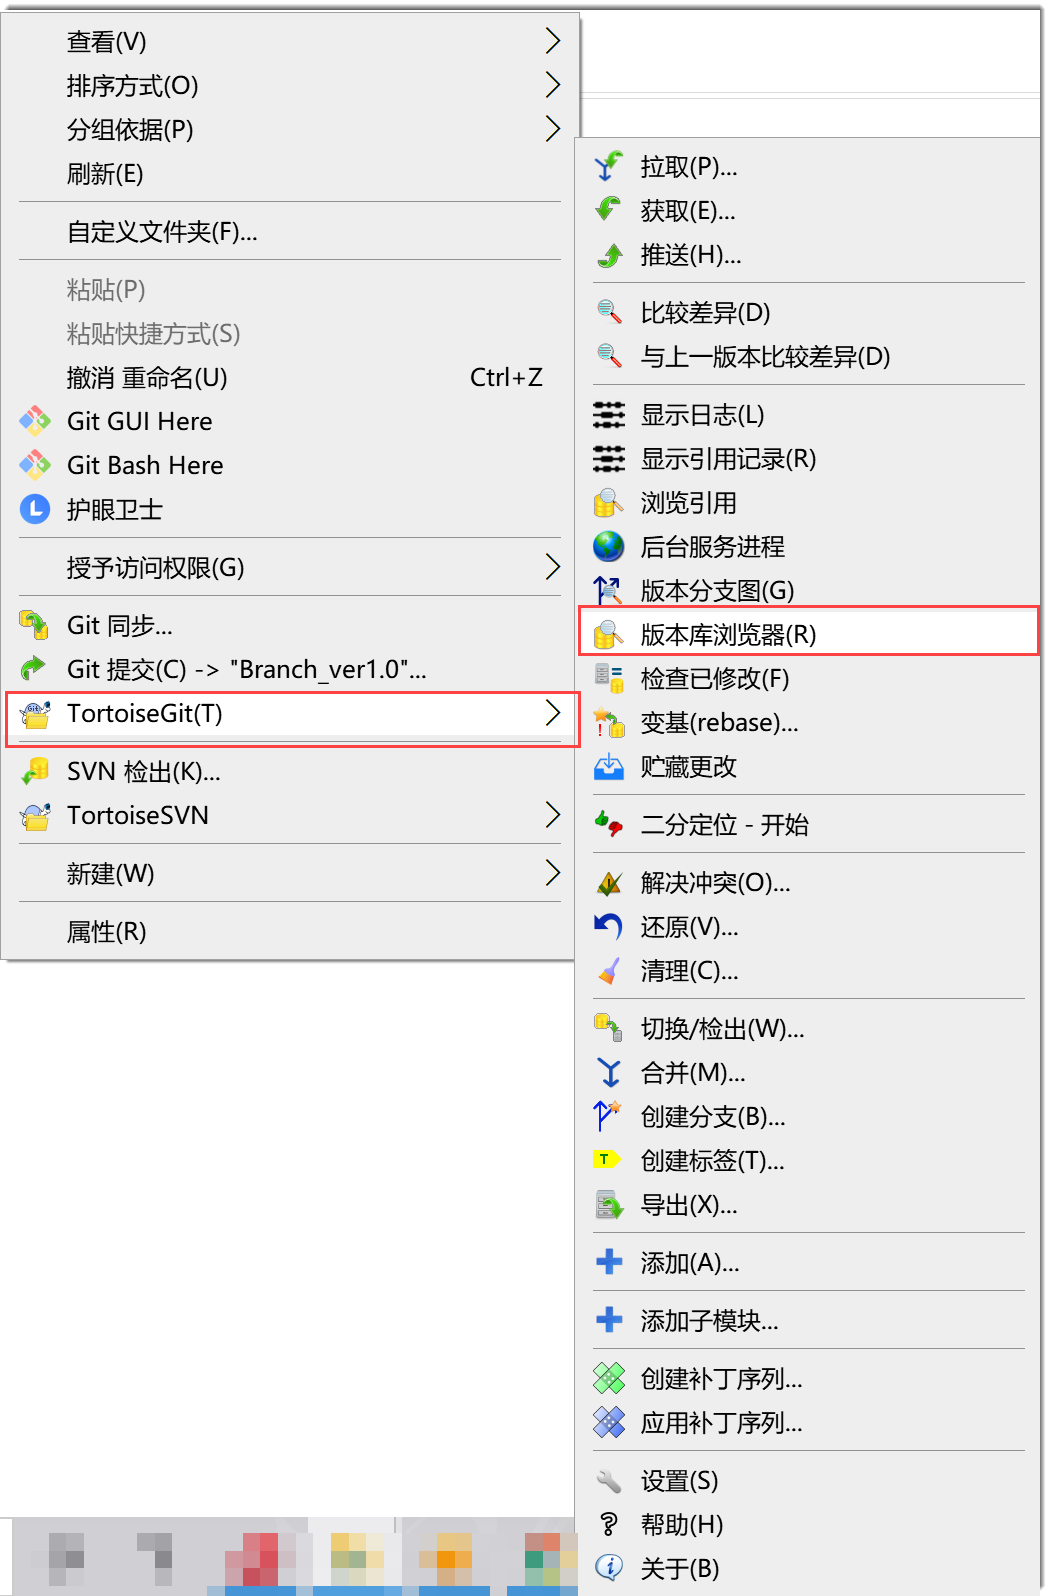 查看(V)
排序方式(O)
分组依据(P)
刷新(E)
自定义文件夹(F)...
粘贴(P)
粘贴快捷方式(S)
撤消 重命名(U) Ctrl+Z
Git GUI Here
Git Bash Here
护眼卫士
授予访问权限(G)
Git 同步...
Git 提交(C) -> "Branch_ver1.0"...
TortoiseGit(T)
SVN 检出(K)...
TortoiseSVN
新建(W)
属性(R)
拉取(P)...
获取(E)...
推送(H)...
比较差异(D)
与上一版本比较差异(D)
显示日志(L)
显示引用记录(R)
浏览引用
后台服务进程
版本分支图(G)
版本库浏览器(R)
检查已修改(F)
变基(rebase)...
贮藏更改
二分定位 - 开始
解决冲突(O)...
还原(V)...
清理(C)...
切换/检出(W)...
合并(M)...
创建分支(B)...
创建标签(T)...
导出(X)...
添加(A)...
添加子模块...
创建补丁序列...
应用补丁序列...
设置(S)
帮助(H)
关于(B)